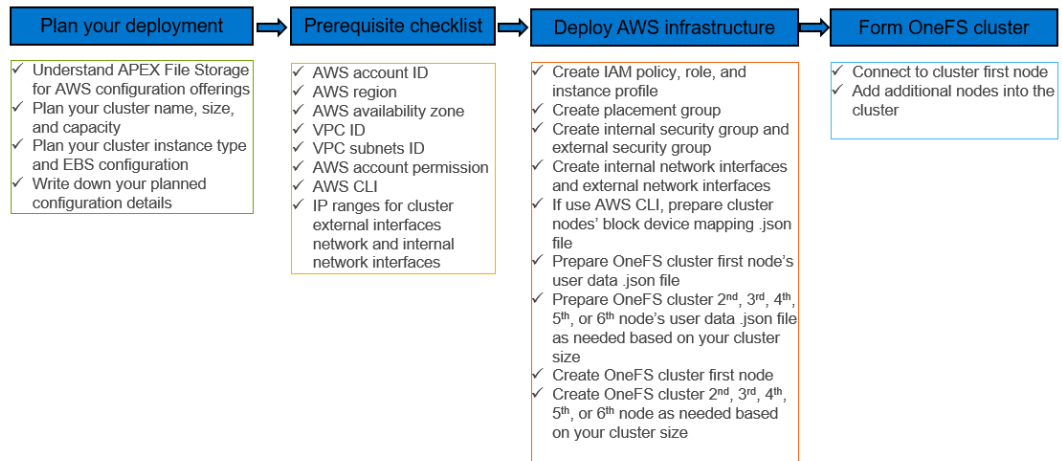 Plan your deployment
✓ Understand APEX File Storage
for AWS configuration offerings
✓ Plan your cluster name, size,
and capacity
✓ Plan your cluster instance type
and EBS configuration
✓ Write down your planned
configuration details
Prerequisite checklist
✓ AWS account ID
✓ AWS region
✓ AWS availability zone
✓ VPC ID
✓ VPC subnets ID
✓ AWS account permission
✓ AWS CLI
✓ IP ranges for cluster
external interfaces
network and internal
network interfaces
Deploy AWS infrastructure
✓ Create IAM policy, role, and
instance profile
✓ Create placement group
✓ Create internal security group and
external security group
✓ Create internal network interfaces
and external network interfaces
✓ If use AWS CLI, prepare cluster
nodes’ block device mapping .json
file
✓ Prepare OneFS cluster first node’s
user data .json file
✓ Prepare OneFS cluster 2nd, 3rd, 4th,
5th, or 6th node’s user data .json file
as needed based on your cluster
size
✓ Create OneFS cluster first node
✓ Create OneFS cluster 2nd, 3rd, 4th,
5th, or 6th node as needed based
on your cluster size
Form OneFS cluster
✓ Connect to cluster first node
✓ Add additional nodes into the
cluster